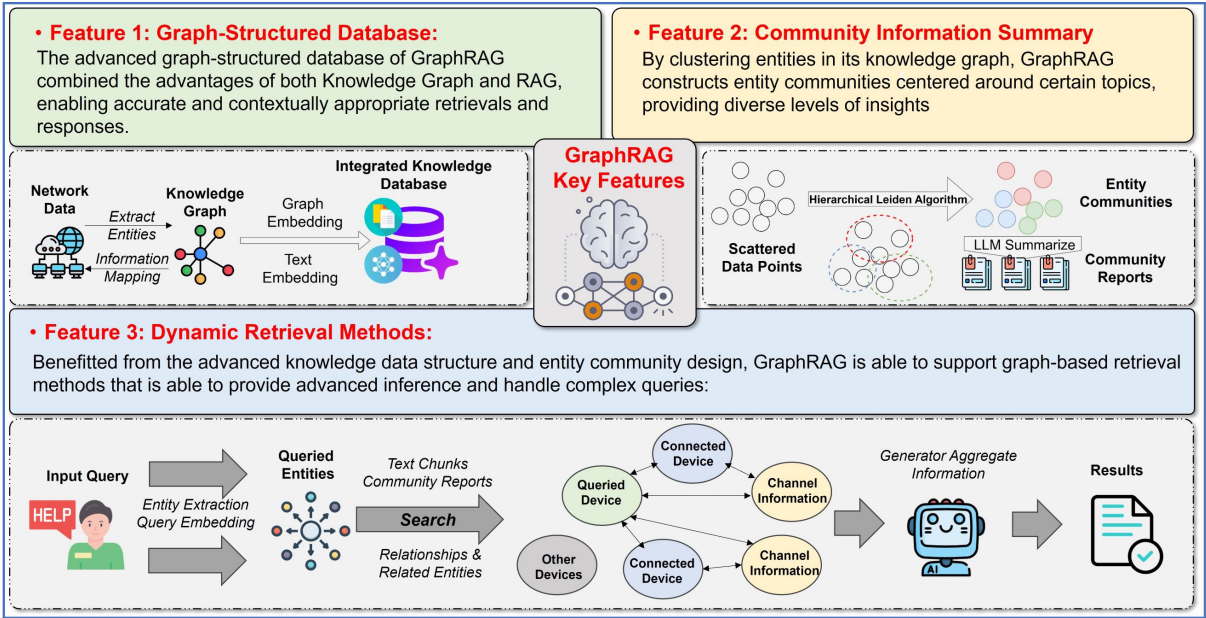 • Feature 1: Graph-Structured Database:
The advanced graph-structured database of GraphRAG
combined the advantages of both Knowledge Graph and RAG,
enabling accurate and contextually appropriate retrievals and
responses.
• Feature 2: Community Information Summary
By clustering entities in its knowledge graph, GraphRAG
constructs entity communities centered around certain topics,
providing diverse levels of insights
Network
Data
Extract
Entities
Information
Mapping
Knowledge
Graph
Graph
Embedding
Text
Embedding
Integrated Knowledge
Database
GraphRAG
Key Features
Scattered
Data Points
Hierarchical Leiden Algorithm
Entity
Communities
LLM Summarize
Community
Reports
• Feature 3: Dynamic Retrieval Methods:
Benefitted from the advanced knowledge data structure and entity community design, GraphRAG is able to support graph-based retrieval
methods that is able to provide advanced inference and handle complex queries:
Input Query
HELP
Entity Extraction
Query Embedding
Queried
Entities
Text Chunks
Community Reports
Search
Relationships &
Related Entities
Connected
Device
Queried
Device
Channel
Information
Other
Devices
Connected
Device
Channel
Information
Generator Aggregate
Information
AI
Results